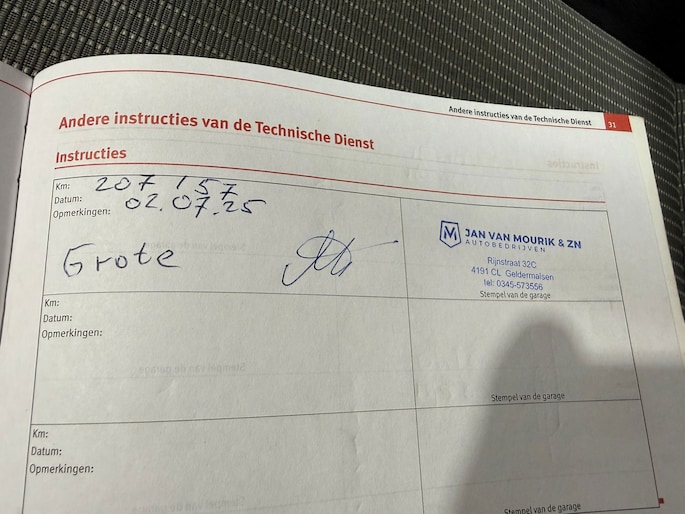 Andere instructies van de Technische Dienst 31
Andere instructies van de Technische Dienst
Instructies
Km: 207 157
Datum: 02.07.25
Opmerkingen:
Grote
JAN VAN MOURIK & ZN
AUTOBEDRIJVEN
Rijnstraat 32C
4191 CL Geldermalsen
tel: 0345-573556
Stempel van de garage
Km:
Datum:
Opmerkingen:
Stempel van de garage
Km:
Datum:
Opmerkingen:
Stempel van de garage